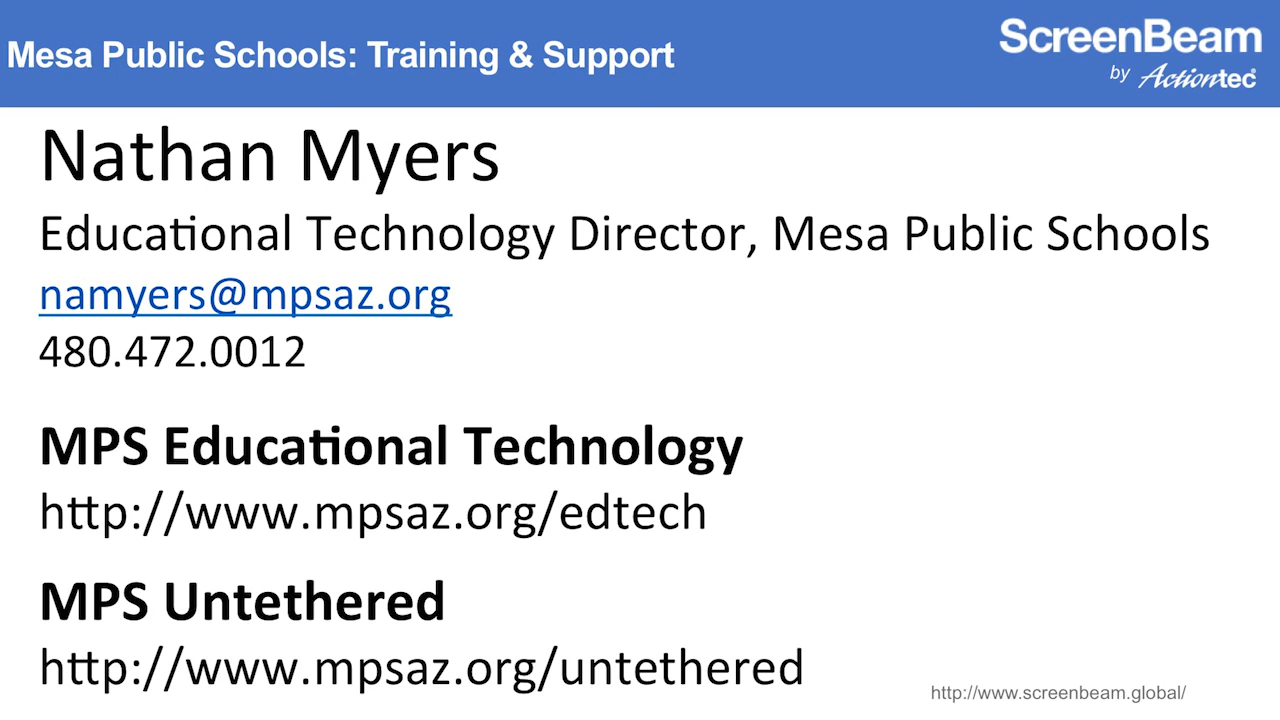 Mesa Public Schools: Training & Support
ScreenBeam
by Actiontec
Nathan Myers
Educational Technology Director, Mesa Public Schools
namyers@mpsaz.org
480.472.0012
MPS Educational Technology
http://www.mpsaz.org/edtech
MPS Untethered
http://www.mpsaz.org/untethered
http://www.screenbeam.global/